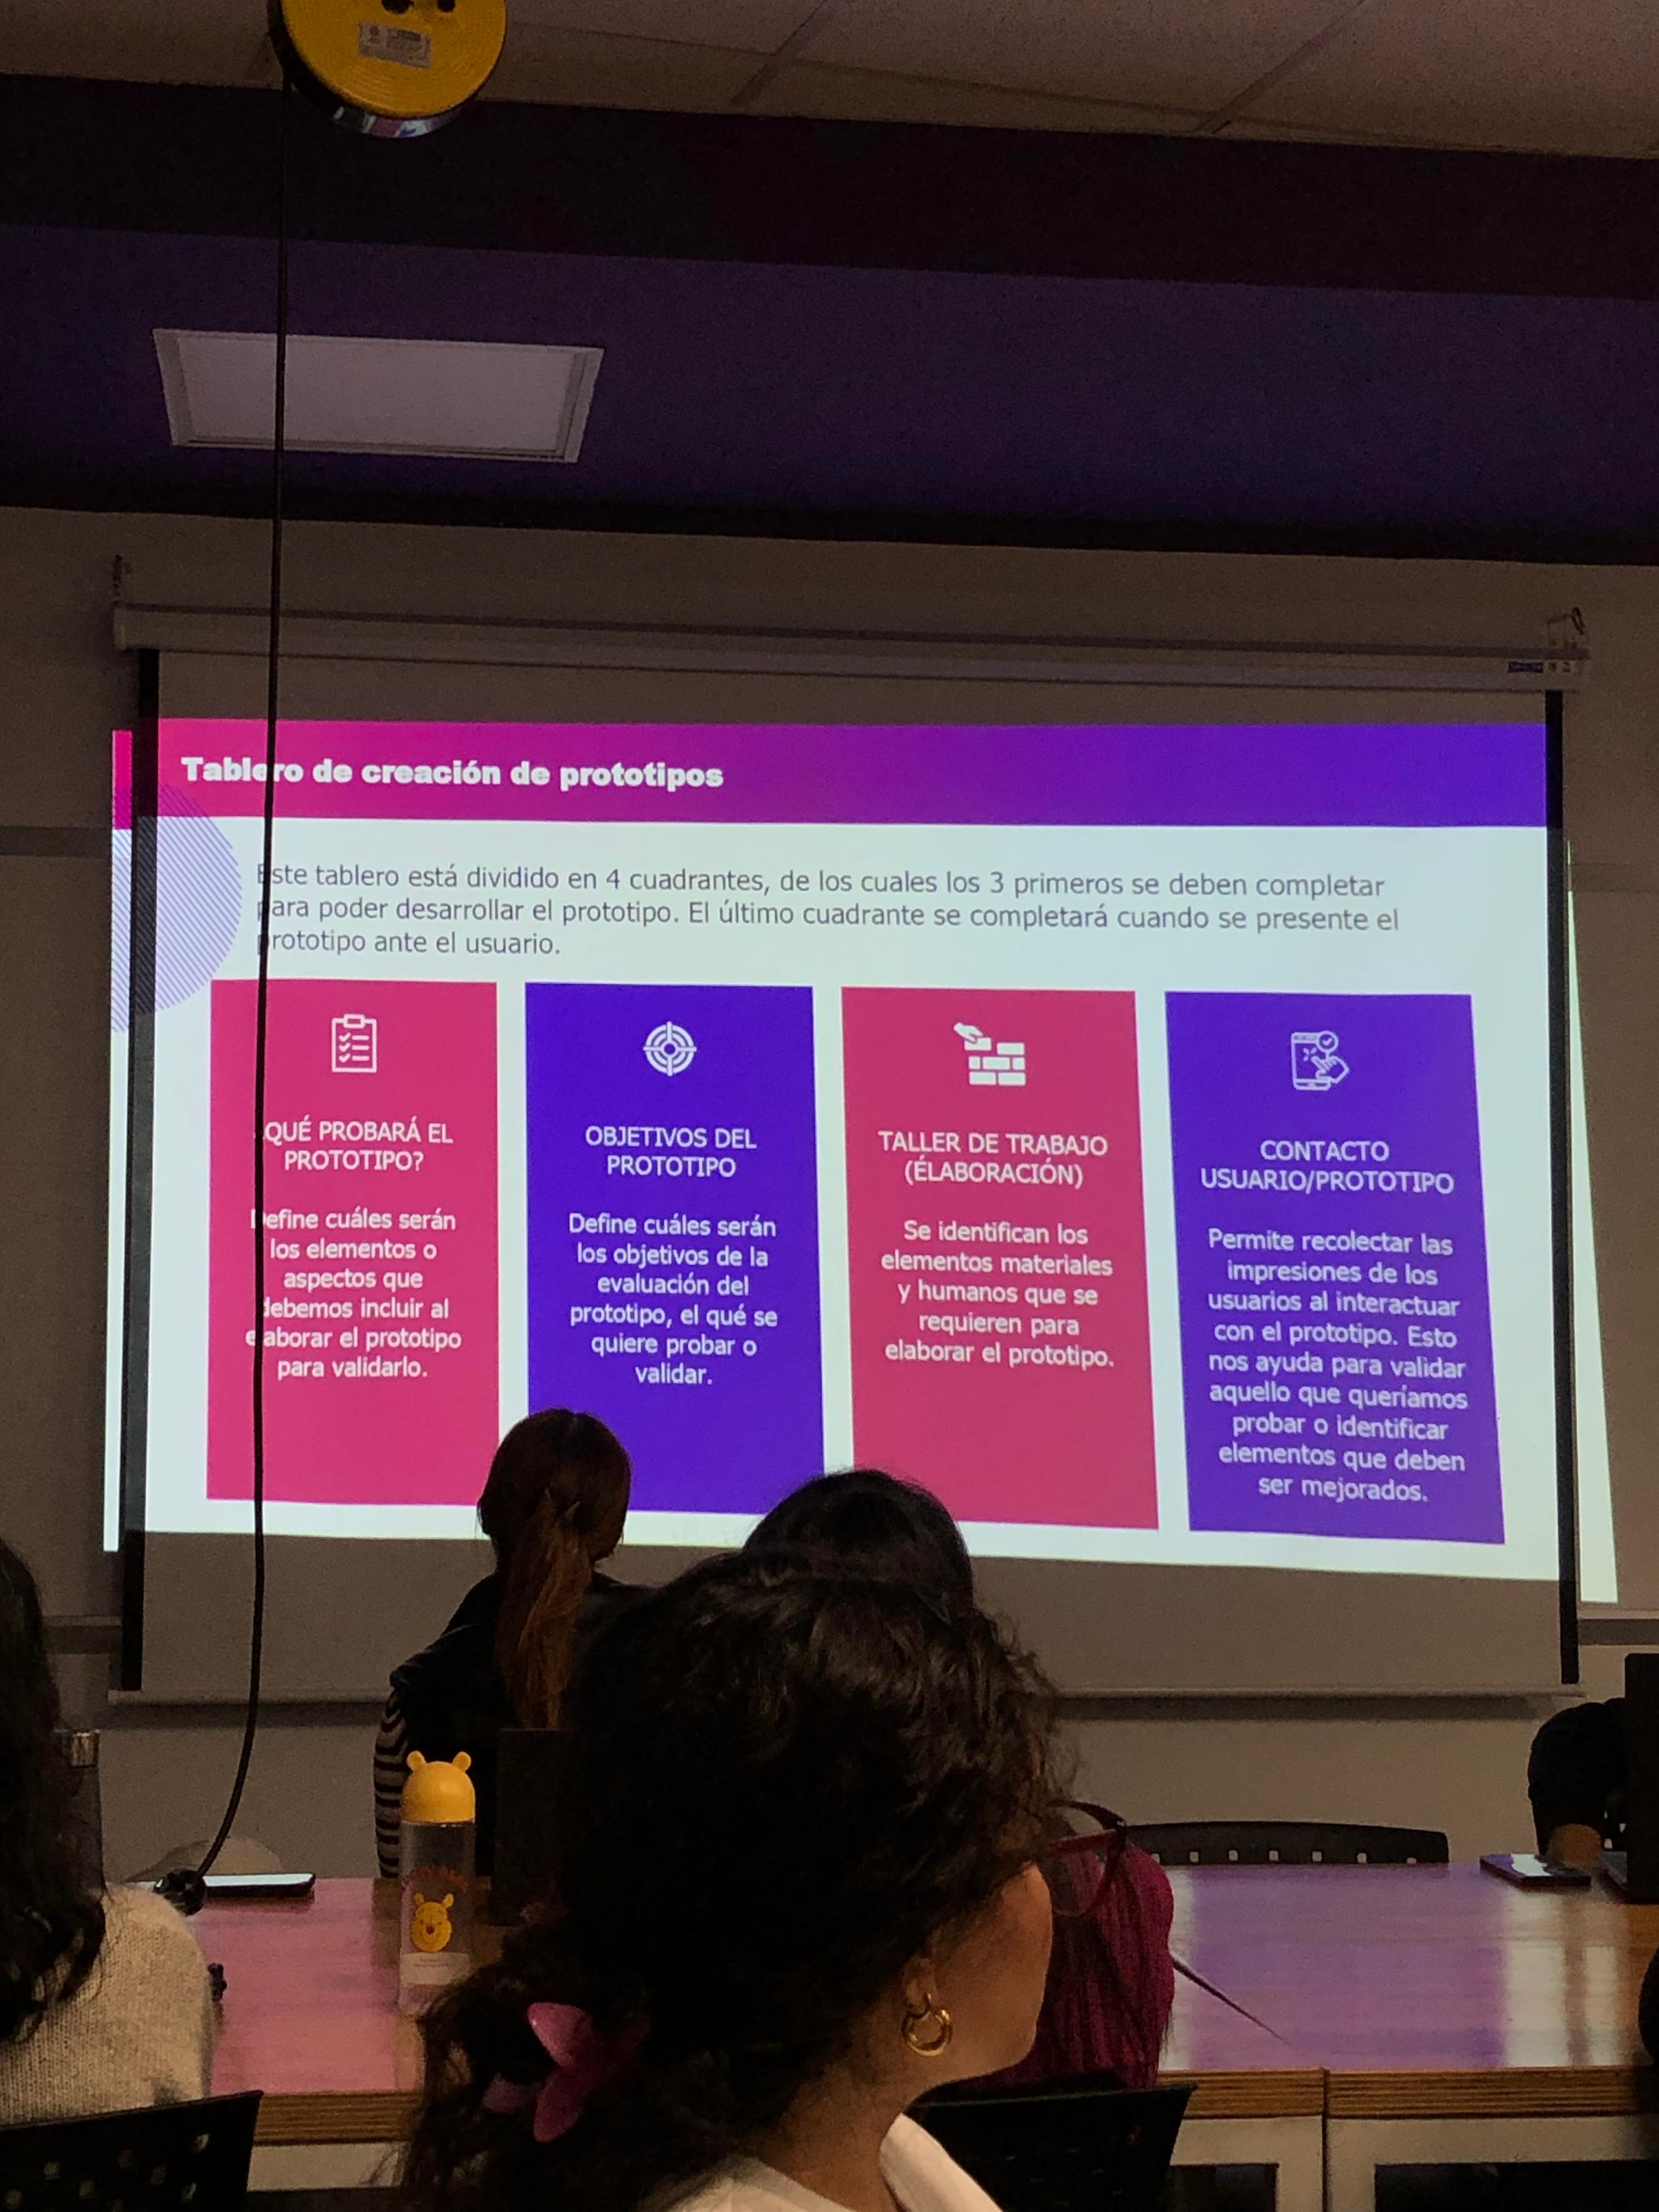 Tablero de creación de prototipos
Este tablero está dividido en 4 cuadrantes, de los cuales los 3 primeros se deben completar
para poder desarrollar el prototipo. El último cuadrante se completará cuando se presente el
prototipo ante el usuario.
¿QUÉ PROBARÁ EL
PROTOTIPO?
Define cuáles serán
los elementos o
aspectos que
debemos incluir al
elaborar el prototipo
para validarlo.
OBJETIVOS DEL
PROTOTIPO
Define cuáles serán
los objetivos de la
evaluación del
prototipo, el qué se
quiere probar o
validar.
TALLER DE TRABAJO
(ÉLABORACIÓN)
Se identifican los
elementos materiales
y humanos que se
requieren para
elaborar el prototipo.
CONTACTO
USUARIO/PROTOTIPO
Permite recolectar las
impresiones de los
usuarios al interactuar
con el prototipo. Esto
nos ayuda para validar
aquello que queríamos
probar o identificar
elementos que deben
ser mejorados.